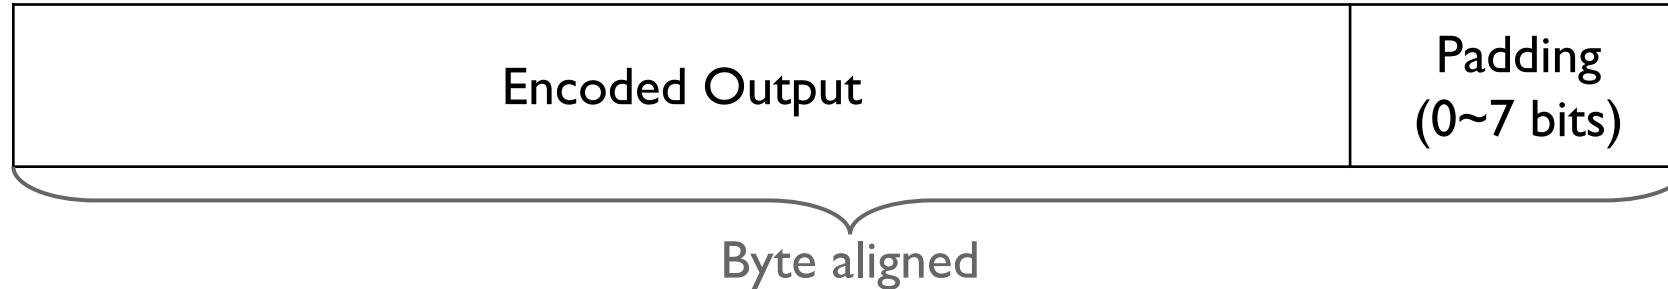 Encoded Output
Padding
(0~7 bits)
Byte aligned